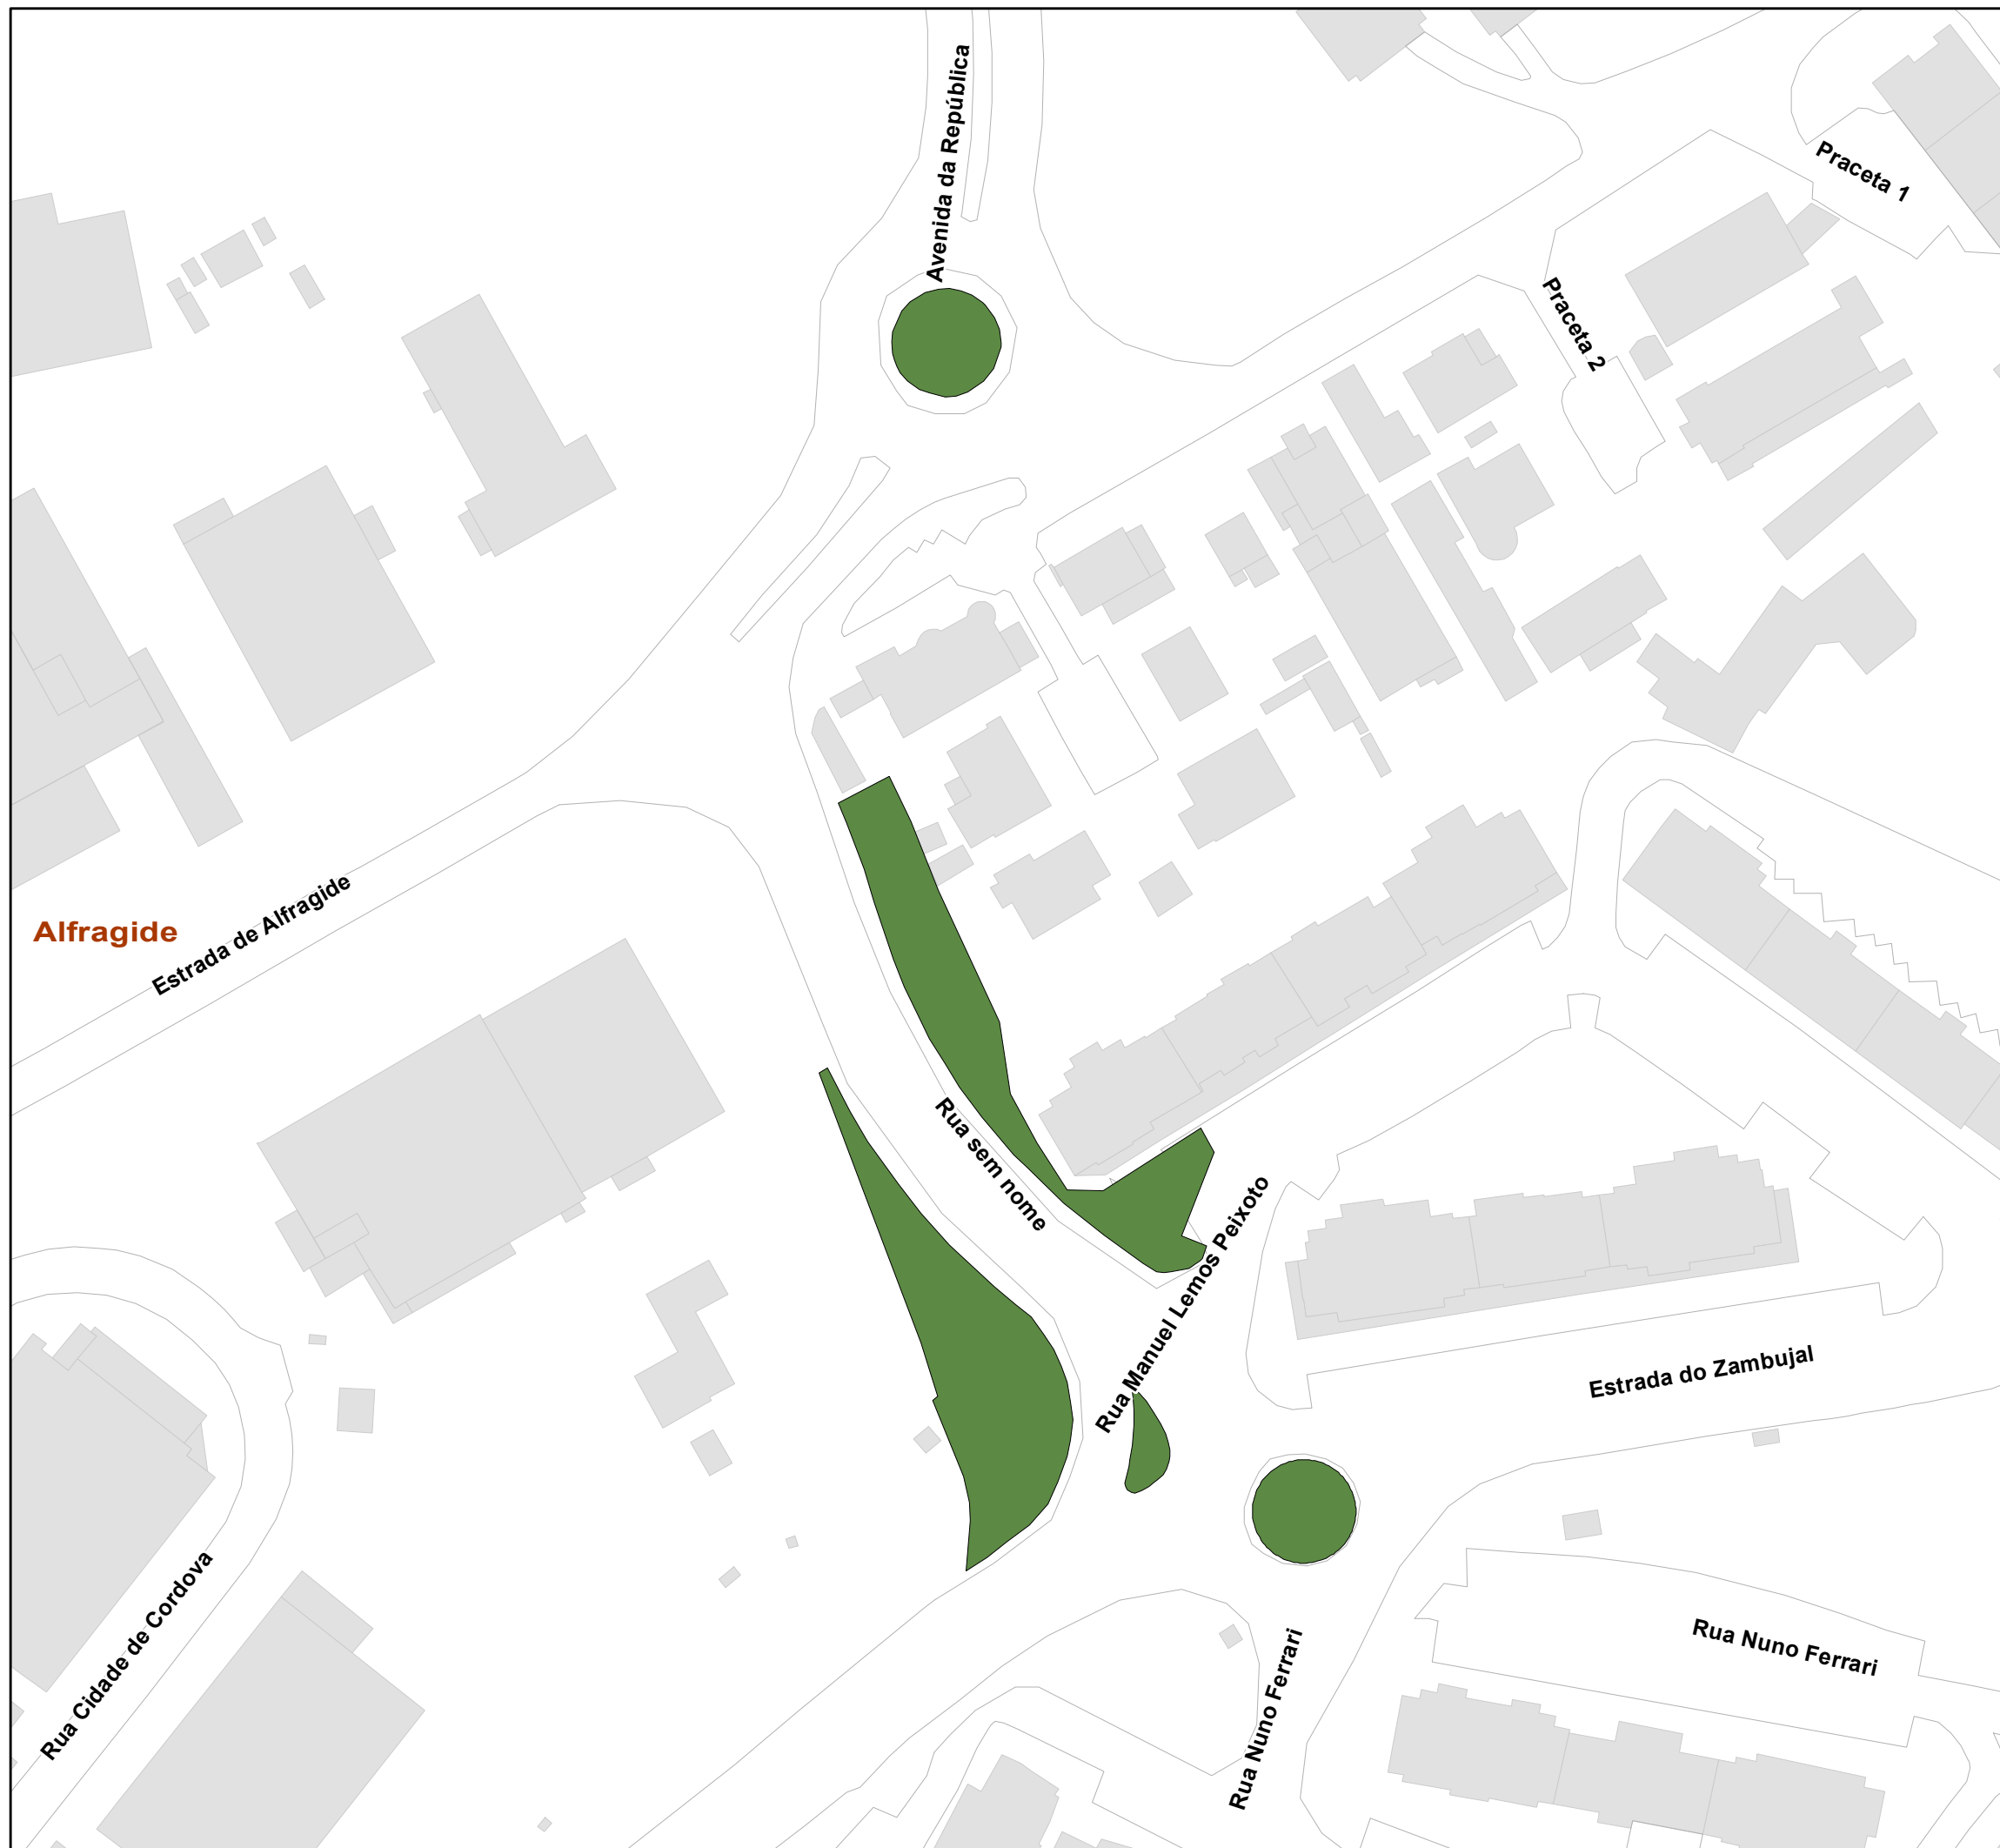 Avenida da República
Praceta 1
Praceta 2
Alfragide
Estrada de Alfragide
Rua sem nome
Rua Manuel Lemos Peixoto
Estrada do Zambujal
Rua Cidade de Cordova
Rua Nuno Ferrari
Rua Nuno Ferrari